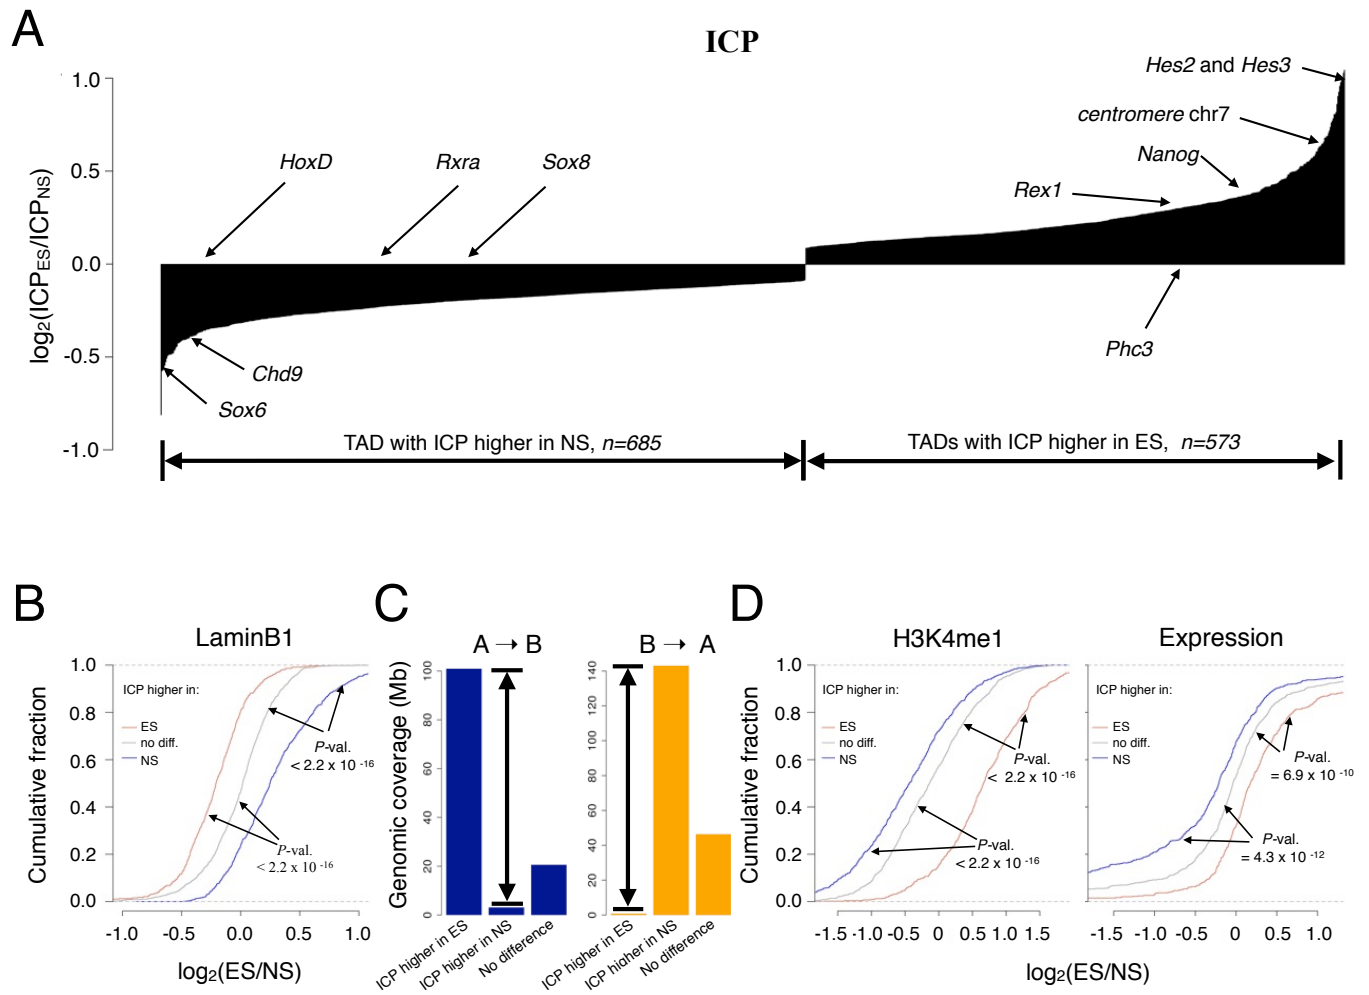 A
ICP
1.0
0.5
0.0
-0.5
-1.0
log2(ICPES/ICPNS)
HoxD
Rxra
Sox8
Chd9
Sox6
Hes2 and Hes3
centromere chr7
Nanog
Rex1
Phc3
TAD with ICP higher in NS, n=685
TADs with ICP higher in ES, n=573
B
LaminB1
Cumulative fraction
1.0
0.8
0.6
0.4
0.2
0.0
ICP higher in:
ES
no diff.
NS
P-val.
< 2.2 x 10 -16
P-val.
< 2.2 x 10 -16
-1.0 -0.5 0.0 0.5 1.0
log2(ES/NS)
C
A → B
Genomic coverage (Mb)
100
80
60
40
20
0
ICP higher in ES
ICP higher in NS
No difference
B → A
140
120
100
80
60
40
20
0
ICP higher in ES
ICP higher in NS
No difference
D
H3K4me1
Cumulative fraction
1.0
0.8
0.6
0.4
0.2
0.0
ICP higher in:
ES
no diff.
NS
P-val.
< 2.2 x 10 -16
P-val.
< 2.2 x 10 -16
-1.5 -1.0 -0.5 0 0.5 1.0 1.5
Expression
ICP higher in:
ES
no diff.
NS
P-val.
= 6.9 x 10 -10
P-val.
= 4.3 x 10 -12
-1.5 -1.0 -0.5 0 0.5 1.0
log2(ES/NS)